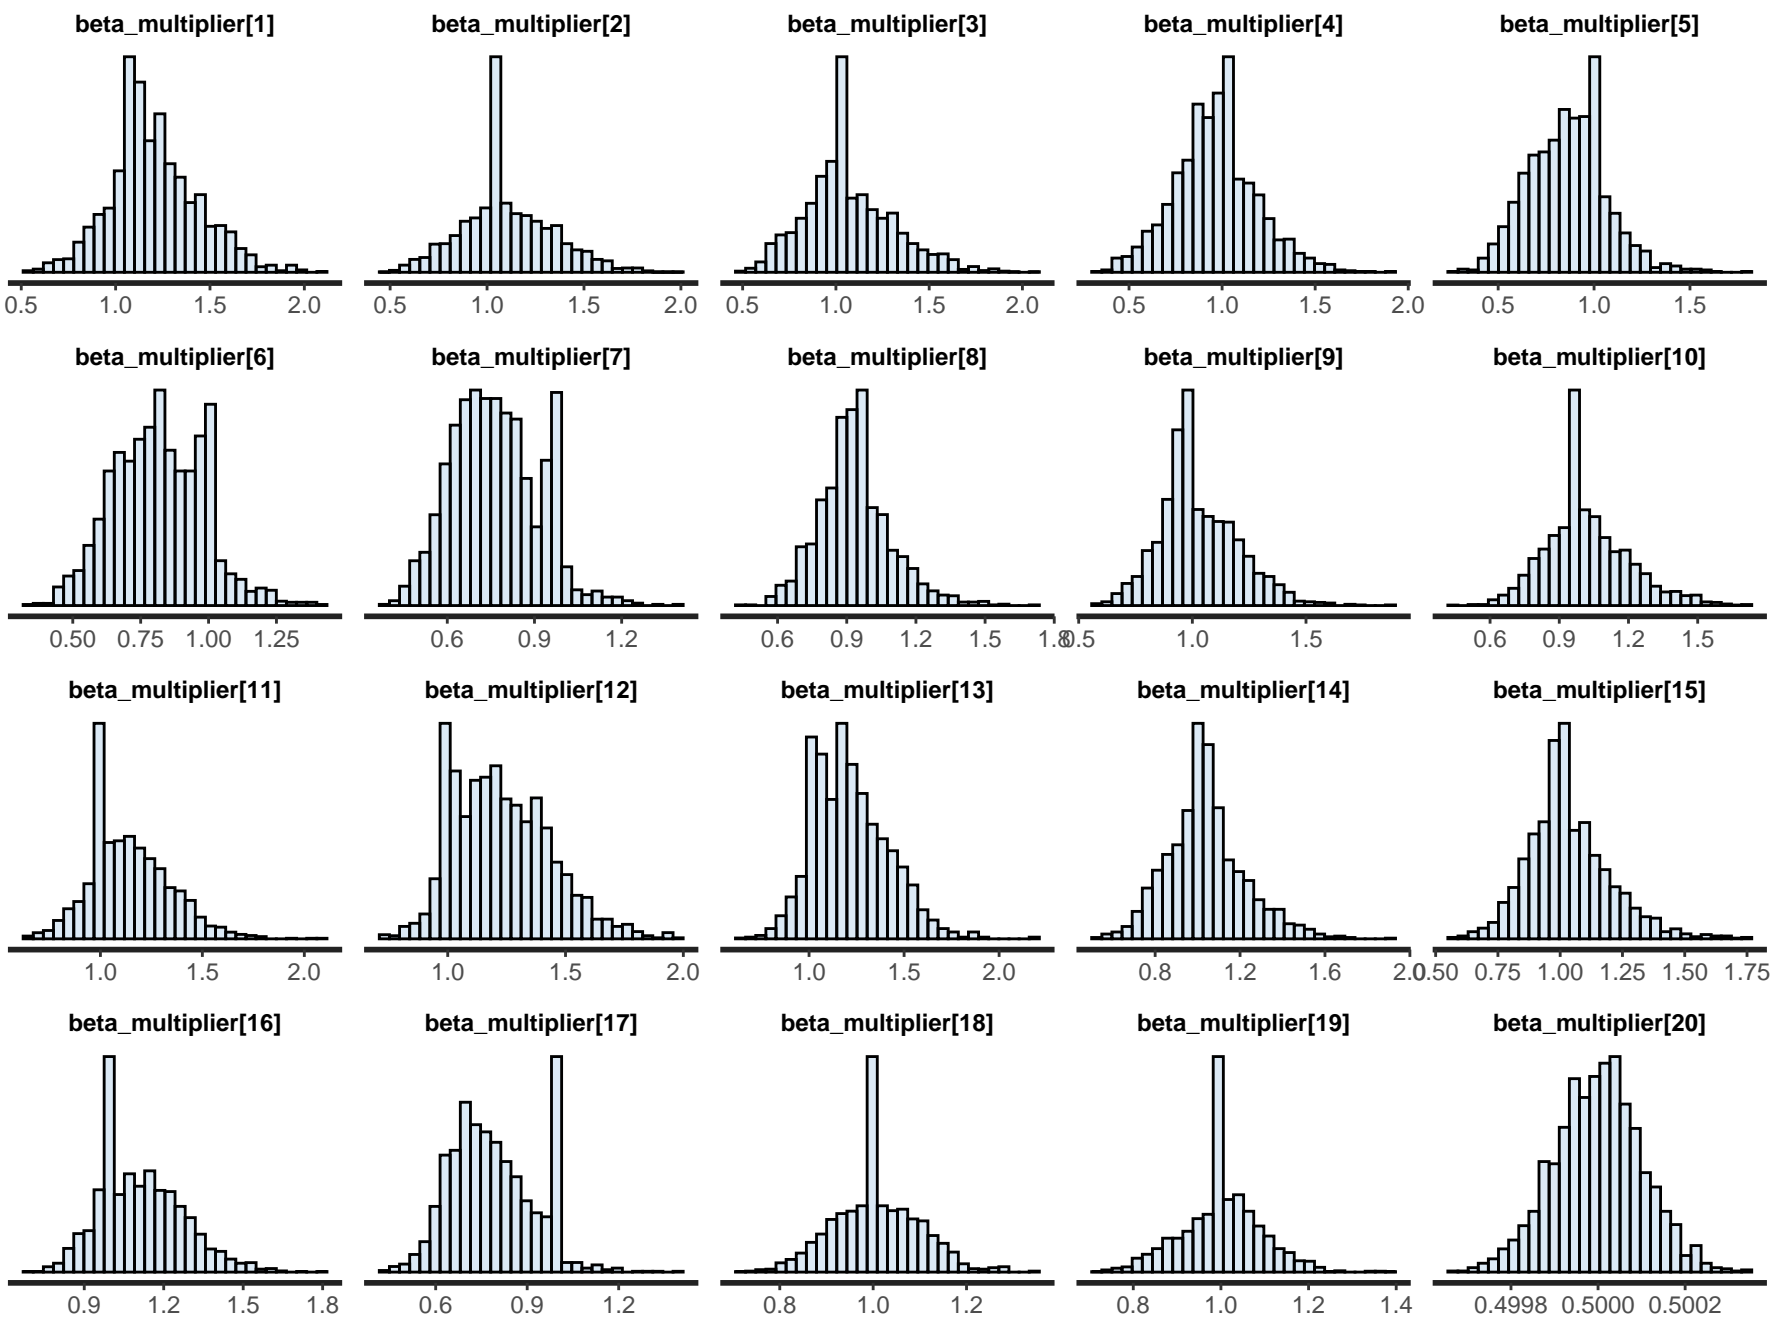 beta_multiplier[1] beta_multiplier[2] beta_multiplier[3] beta_multiplier[4] beta_multiplier[5]
0.5 1.0 1.5 2.0 0.5 1.0 1.5 2.0 0.5 1.0 1.5 2.0 0.5 1.0 1.5 2.0 0.5 1.0 1.5
beta_multiplier[6] beta_multiplier[7] beta_multiplier[8] beta_multiplier[9] beta_multiplier[10]
0.50 0.75 1.00 1.25 0.6 0.9 1.2 0.6 0.9 1.2 1.5 1.8 0.5 1.0 1.5 0.6 0.9 1.2 1.5
beta_multiplier[11] beta_multiplier[12] beta_multiplier[13] beta_multiplier[14] beta_multiplier[15]
1.0 1.5 2.0 1.0 1.5 2.0 1.0 1.5 2.0 0.8 1.2 1.6 2.0 0.50 0.75 1.00 1.25 1.50 1.75
beta_multiplier[16] beta_multiplier[17] beta_multiplier[18] beta_multiplier[19] beta_multiplier[20]
0.9 1.2 1.5 1.8 0.6 0.9 1.2 0.8 1.0 1.2 0.8 1.0 1.2 1.4 0.4998 0.5000 0.5002